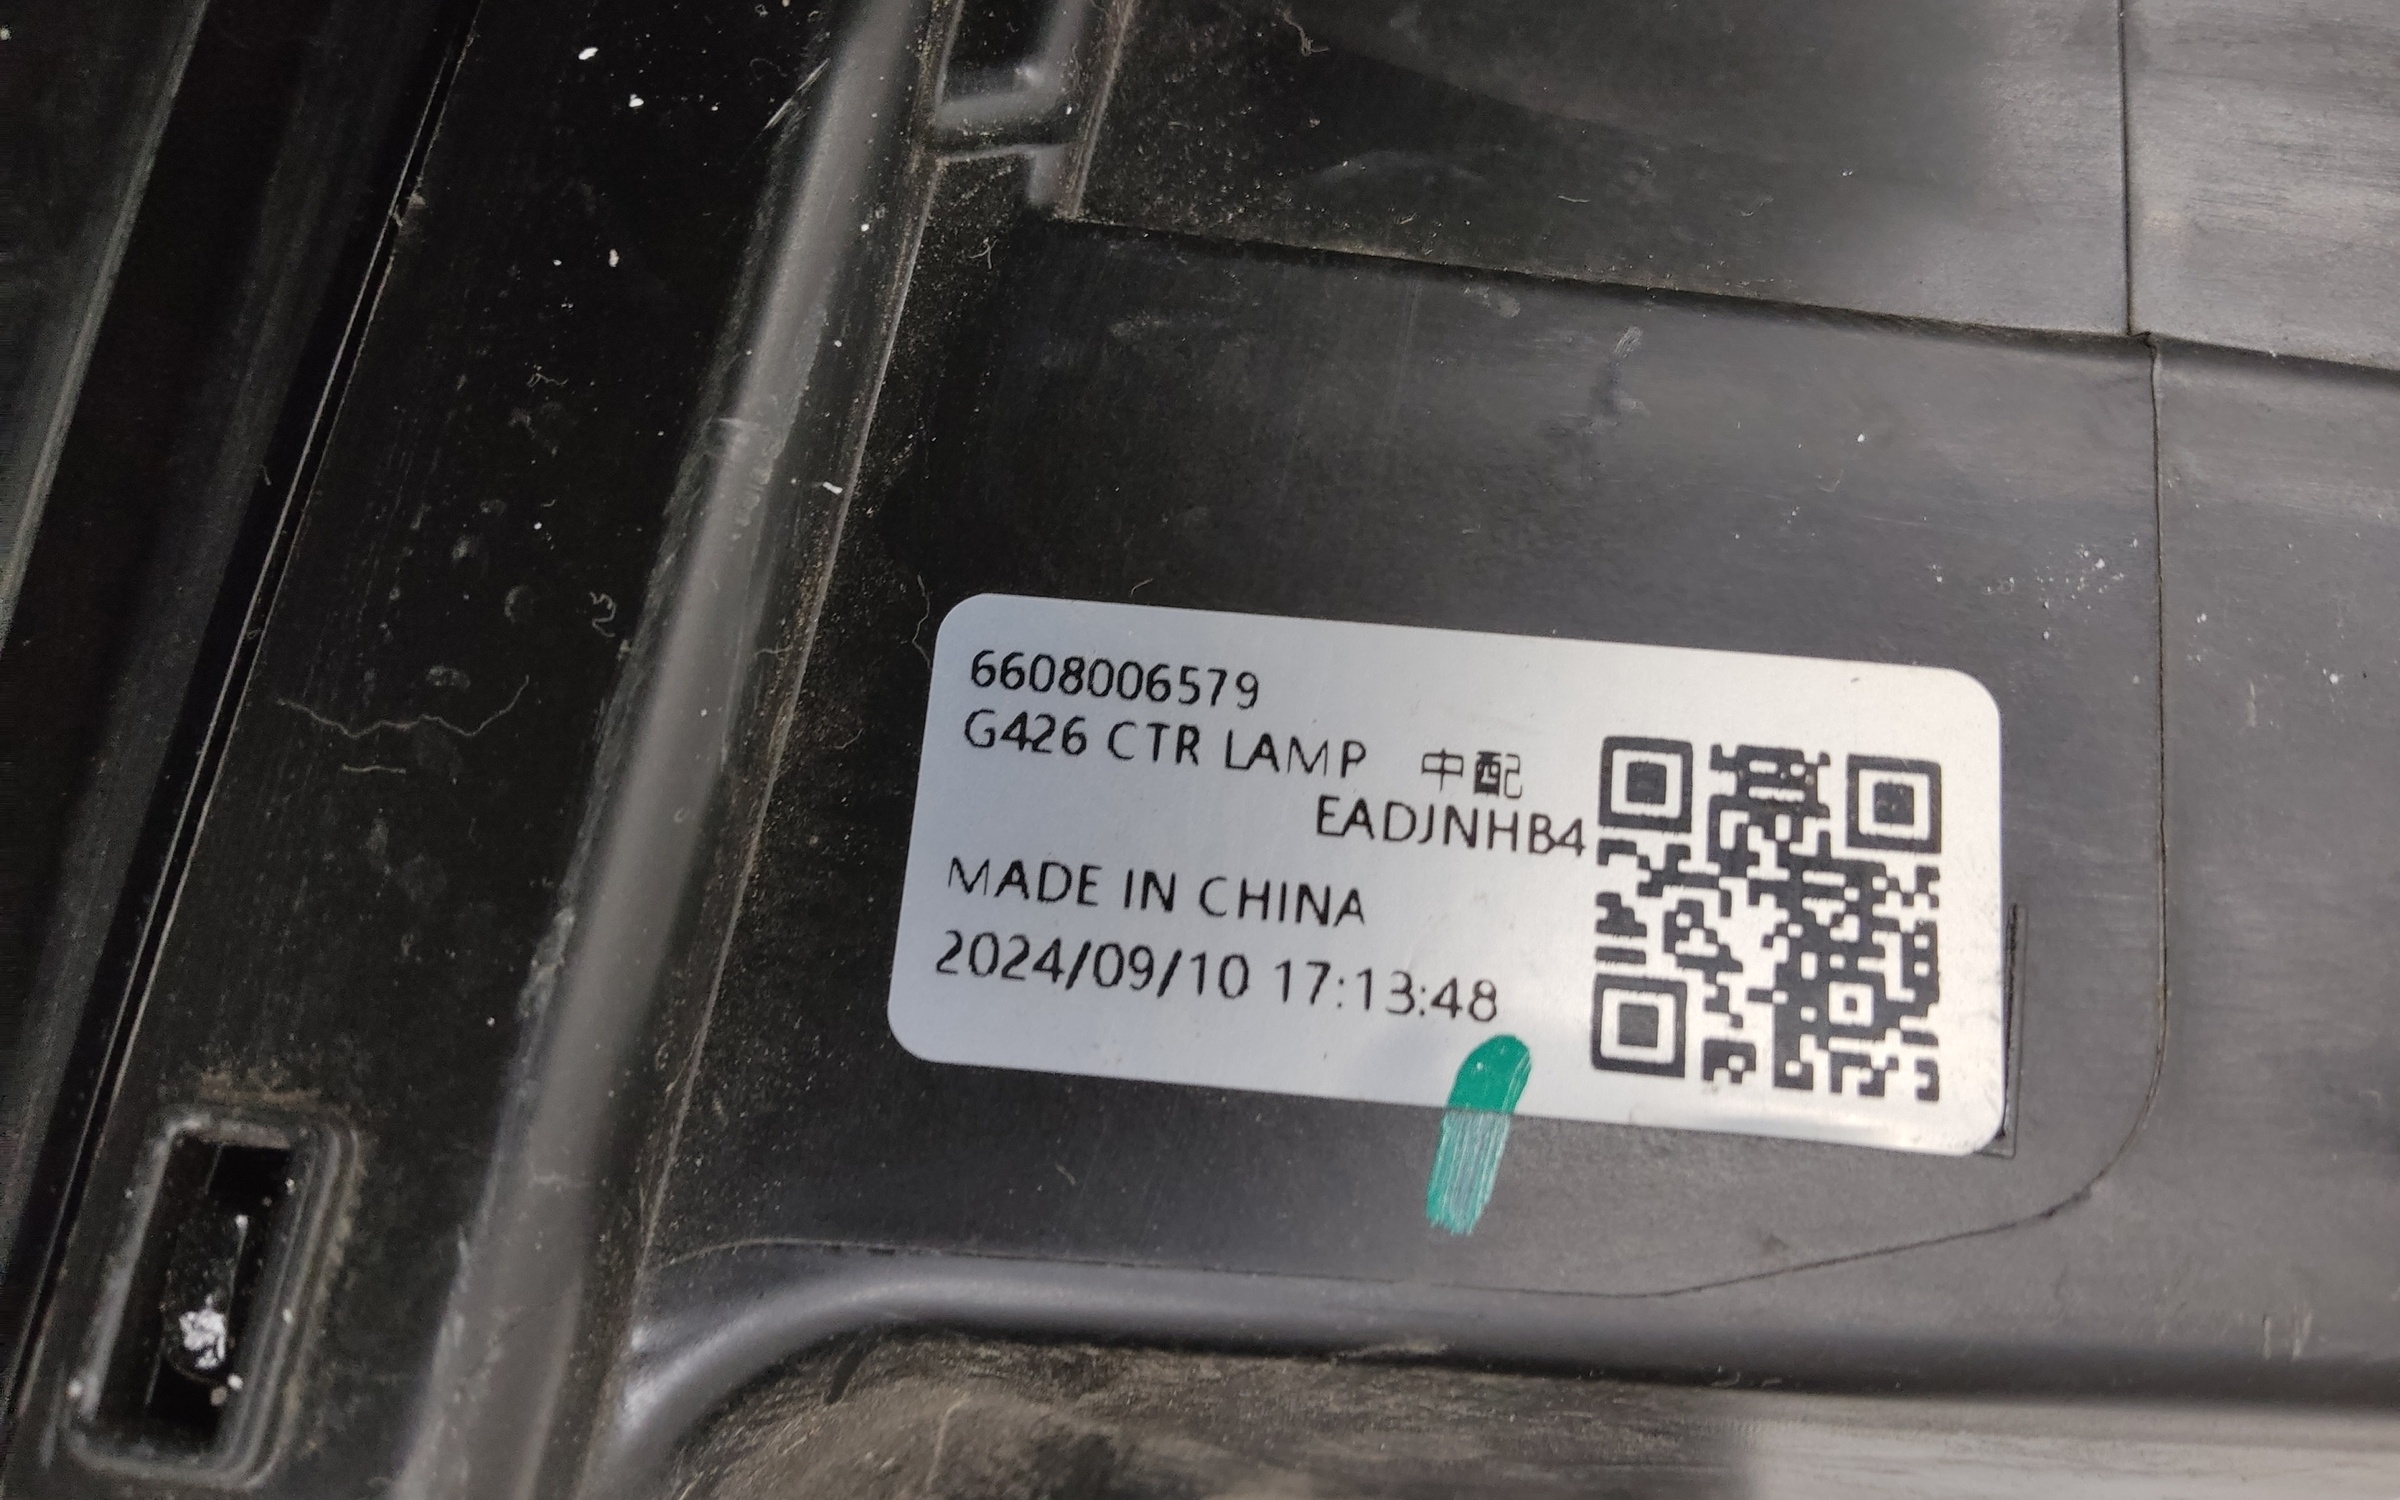 6608006579
G426 CTR LAMP 中配
EADJNHB4
MADE IN CHINA
2024/09/10 17:13:48